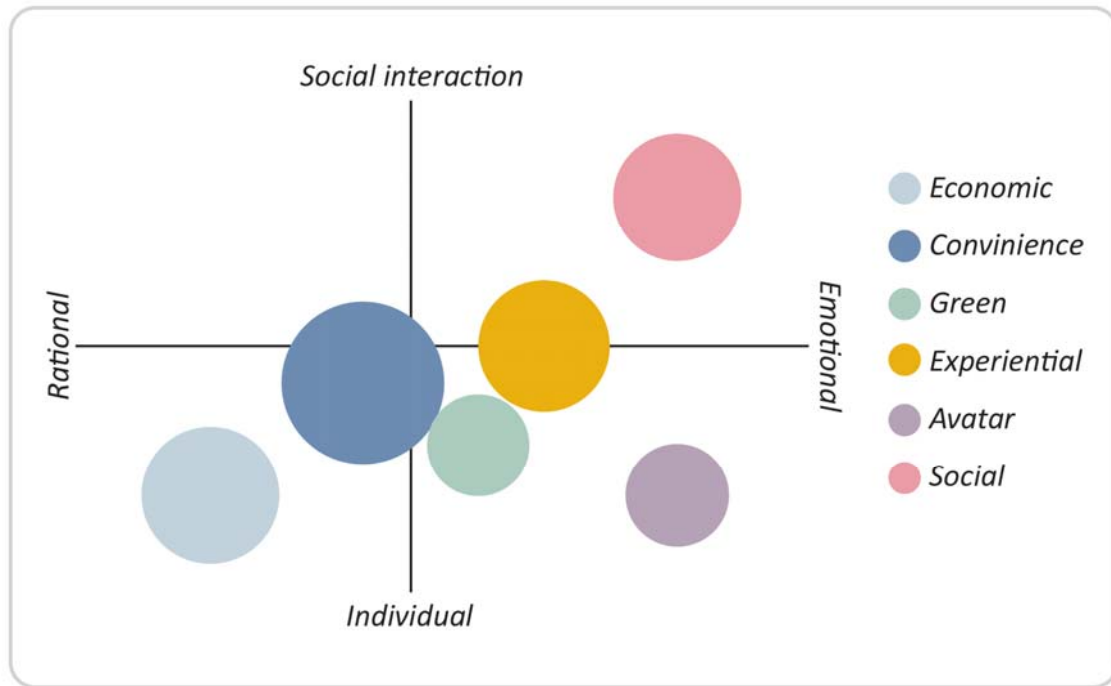 Social interaction
Rational
Emotional
Individual
Economic
Convinience
Green
Experiential
Avatar
Social